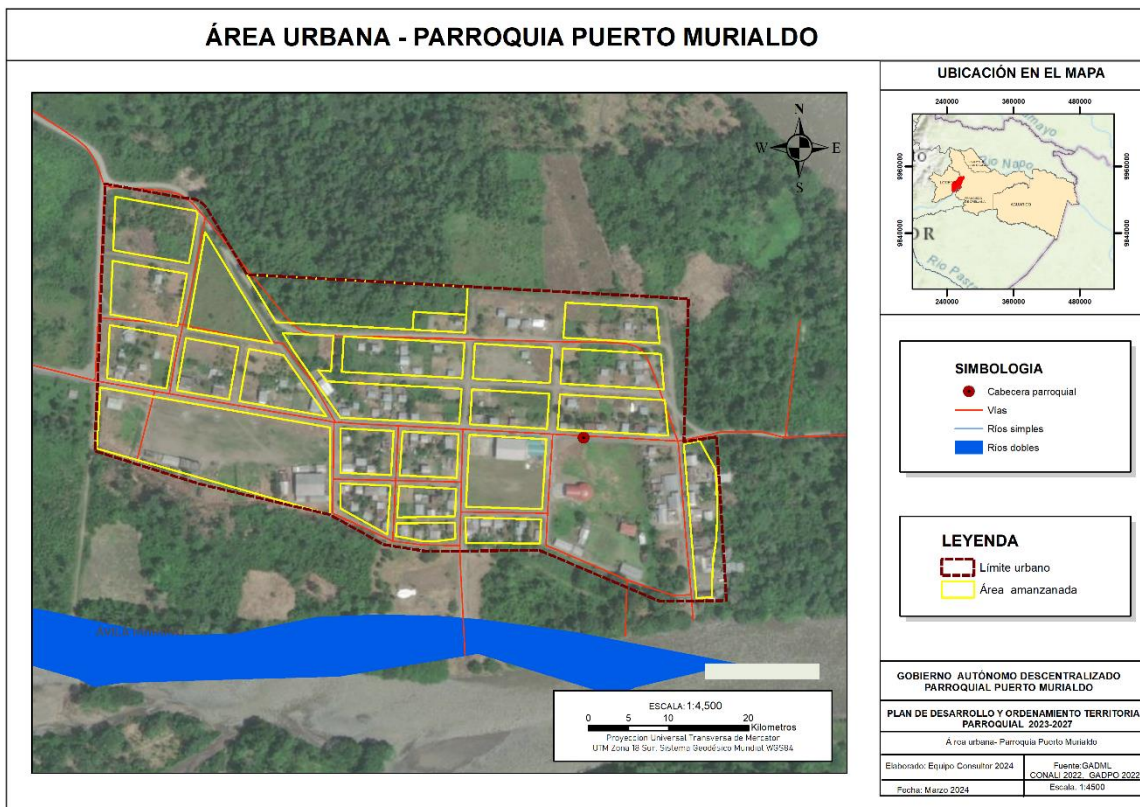 ÁREA URBANA - PARROQUIA PUERTO MURIALDO
N
W
E
S
ESCALA: 1:4,500
0 5 10 20
Kilometros
Proyeccion Universal Transversa de Mercator
UTM Zona 18 Sur. Sistema Geodésico Mundial WGS84
UBICACIÓN EN EL MAPA
240000 360000 480000
9960000
9960000
9840000
9840000
Rio Napo
DR
240000 360000 480000
SIMBOLOGIA
Cabecera parroquial
Vías
Ríos simples
Ríos dobles
LEYENDA
Límite urbano
Área amanzanada
GOBIERNO AUTÓNOMO DESCENTRALIZADO
PARROQUIAL PUERTO MURIALDO
PLAN DE DESARROLLO Y ORDENAMIENTO TERRITORIA
PARROQUIAL 2023-2027
Área urbana- Parroquia Puerto Murialdo
Elaborado: Equipo Consultor 2024
Fuente:GADML
CONALI 2022. GADPO 2022
Fecha: Marzo 2024
Escala: 1:4500